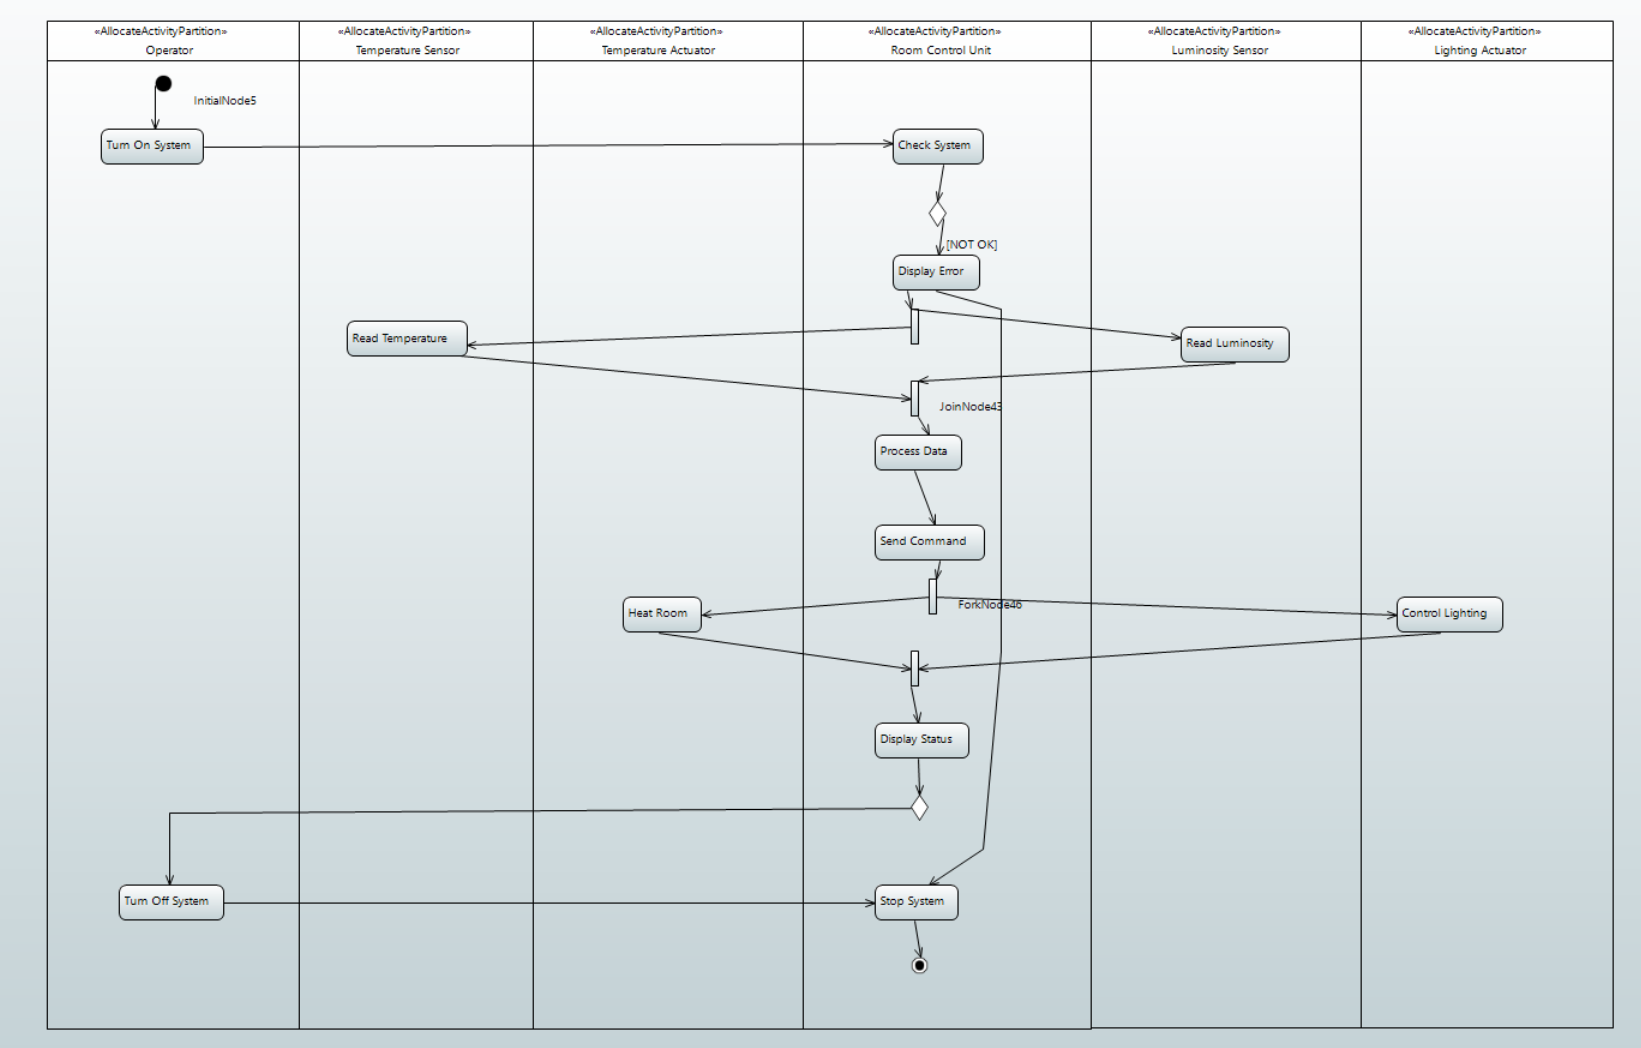 «AllocateActivityPartition»
Operator
«AllocateActivityPartition»
Temperature Sensor
«AllocateActivityPartition»
Temperature Actuator
«AllocateActivityPartition»
Room Control Unit
«AllocateActivityPartition»
Luminosity Sensor
«AllocateActivityPartition»
Lighting Actuator
InitialNode5
Turn On System
Check System
[NOT OK]
Display Error
Read Temperature
Read Luminosity
JoinNode43
Process Data
Send Command
ForkNode46
Heat Room
Control Lighting
Display Status
Turn Off System
Stop System